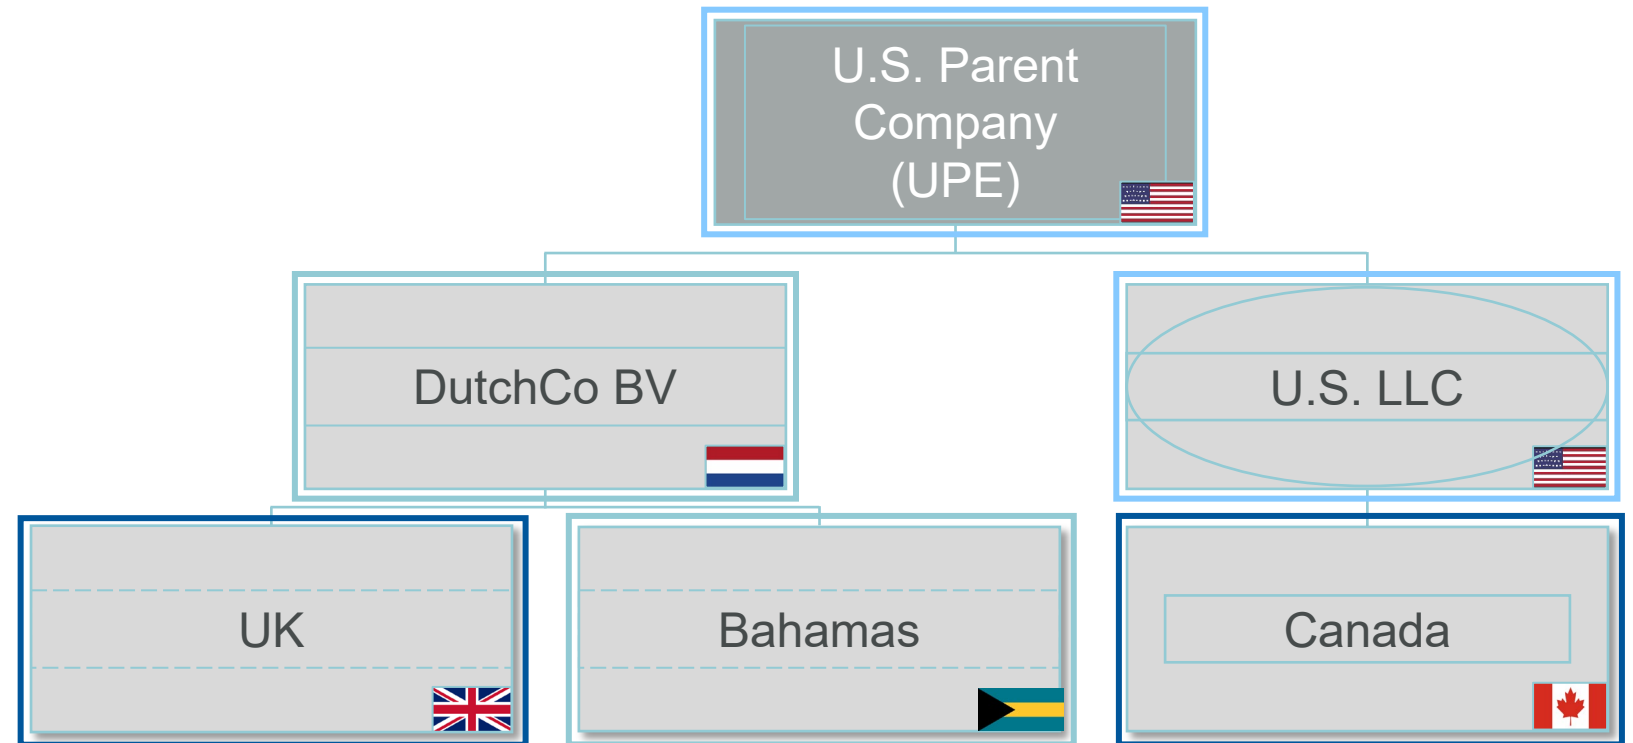 U.S. Parent
Company
(UPE)
DutchCo BV
U.S. LLC
UK
Bahamas
Canada